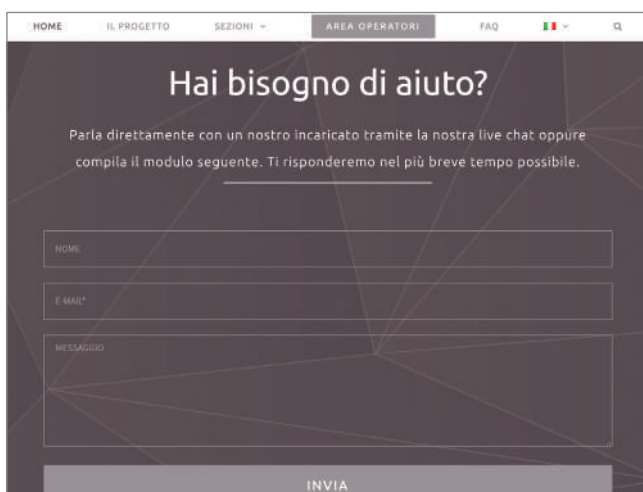 HOME IL PROGETTO SEZIONI AREA OPERATORI FAQ
Hai bisogno di aiuto?
Parla direttamente con un nostro incaricato tramite la nostra live chat oppure
compila il modulo seguente. Ti risponderemo nel più breve tempo possibile.
NOME
E-MAIL*
MESSAGGIO
INVIA